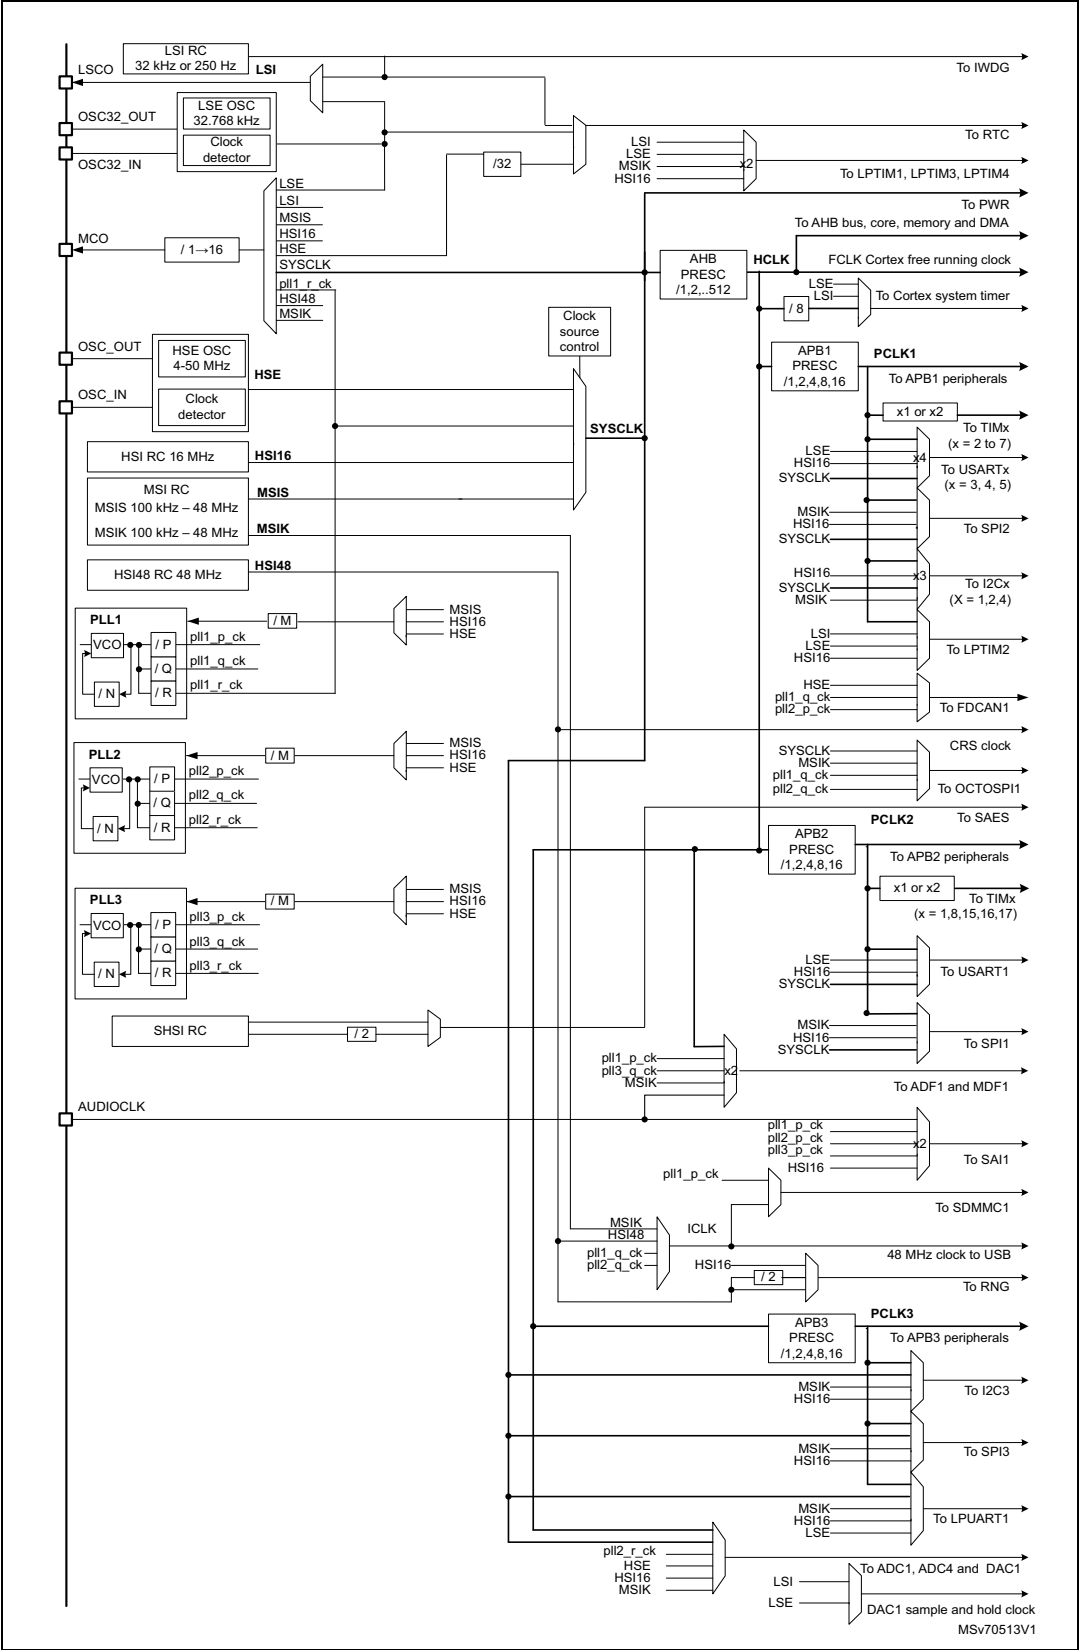 LSI RC
32 kHz or 250 Hz
LSI
LSCO
To IWDG
OSC32_OUT
LSE OSC
32.768 kHz
Clock
detector
OSC32_IN
To RTC
/32
LSI
LSE
MSIK
HSI16
x2
To LPTIM1, LPTIM3, LPTIM4
To PWR
To AHB bus, core, memory and DMA
MCO
/ 1→16
LSE
LSI
MSIS
HSI16
HSE
SYSCLK
pll1_r_ck
HSI48
MSIK
AHB
PRESC
/1,2,..512
HCLK
FCLK Cortex free running clock
LSE
LSI
/ 8
To Cortex system timer
Clock
source
control
OSC_OUT
HSE OSC
4-50 MHz
HSE
OSC_IN
Clock
detector
SYSCLK
APB1
PRESC
/1,2,4,8,16
PCLK1
To APB1 peripherals
x1 or x2
To TIMx
(x = 2 to 7)
HSI RC 16 MHz
HSI16
LSE
HSI16
SYSCLK
x4
To USARTx
(x = 3, 4, 5)
MSI RC
MSIS 100 kHz – 48 MHz
MSIK 100 kHz – 48 MHz
MSIS
MSIK
MSIK
HSI16
SYSCLK
To SPI2
HSI48 RC 48 MHz
HSI48
HSI16
SYSCLK
MSIK
x3
To I2Cx
(X = 1,2,4)
PLL1
VCO
/ N
/ P
/ Q
/ R
pll1_p_ck
pll1_q_ck
pll1_r_ck
/ M
MSIS
HSI16
HSE
LSI
LSE
HSI16
To LPTIM2
HSE
pll1_q_ck
pll2_p_ck
To FDCAN1
CRS clock
PLL2
VCO
/ N
/ P
/ Q
/ R
pll2_p_ck
pll2_q_ck
pll2_r_ck
/ M
MSIS
HSI16
HSE
SYSCLK
MSIK
pll1_q_ck
pll2_q_ck
To OCTOSPI1
To SAES
APB2
PRESC
/1,2,4,8,16
PCLK2
To APB2 peripherals
x1 or x2
To TIMx
(x = 1,8,15,16,17)
PLL3
VCO
/ N
/ P
/ Q
/ R
pll3_p_ck
pll3_q_ck
pll3_r_ck
/ M
MSIS
HSI16
HSE
LSE
HSI16
SYSCLK
To USART1
SHSI RC
/ 2
MSIK
HSI16
SYSCLK
To SPI1
pll1_p_ck
pll3_q_ck
MSIK
x2
To ADF1 and MDF1
AUDIOCLK
pll1_p_ck
pll2_p_ck
pll3_p_ck
HSI16
x2
To SAI1
pll1_p_ck
To SDMMC1
MSIK
HSI48
pll1_q_ck
pll2_q_ck
ICLK
48 MHz clock to USB
HSI16
/ 2
To RNG
APB3
PRESC
/1,2,4,8,16
PCLK3
To APB3 peripherals
MSIK
HSI16
To I2C3
MSIK
HSI16
To SPI3
MSIK
HSI16
LSE
To LPUART1
pll2_r_ck
HSE
HSI16
MSIK
To ADC1, ADC4 and DAC1
LSI
LSE
DAC1 sample and hold clock
MSv70513V1